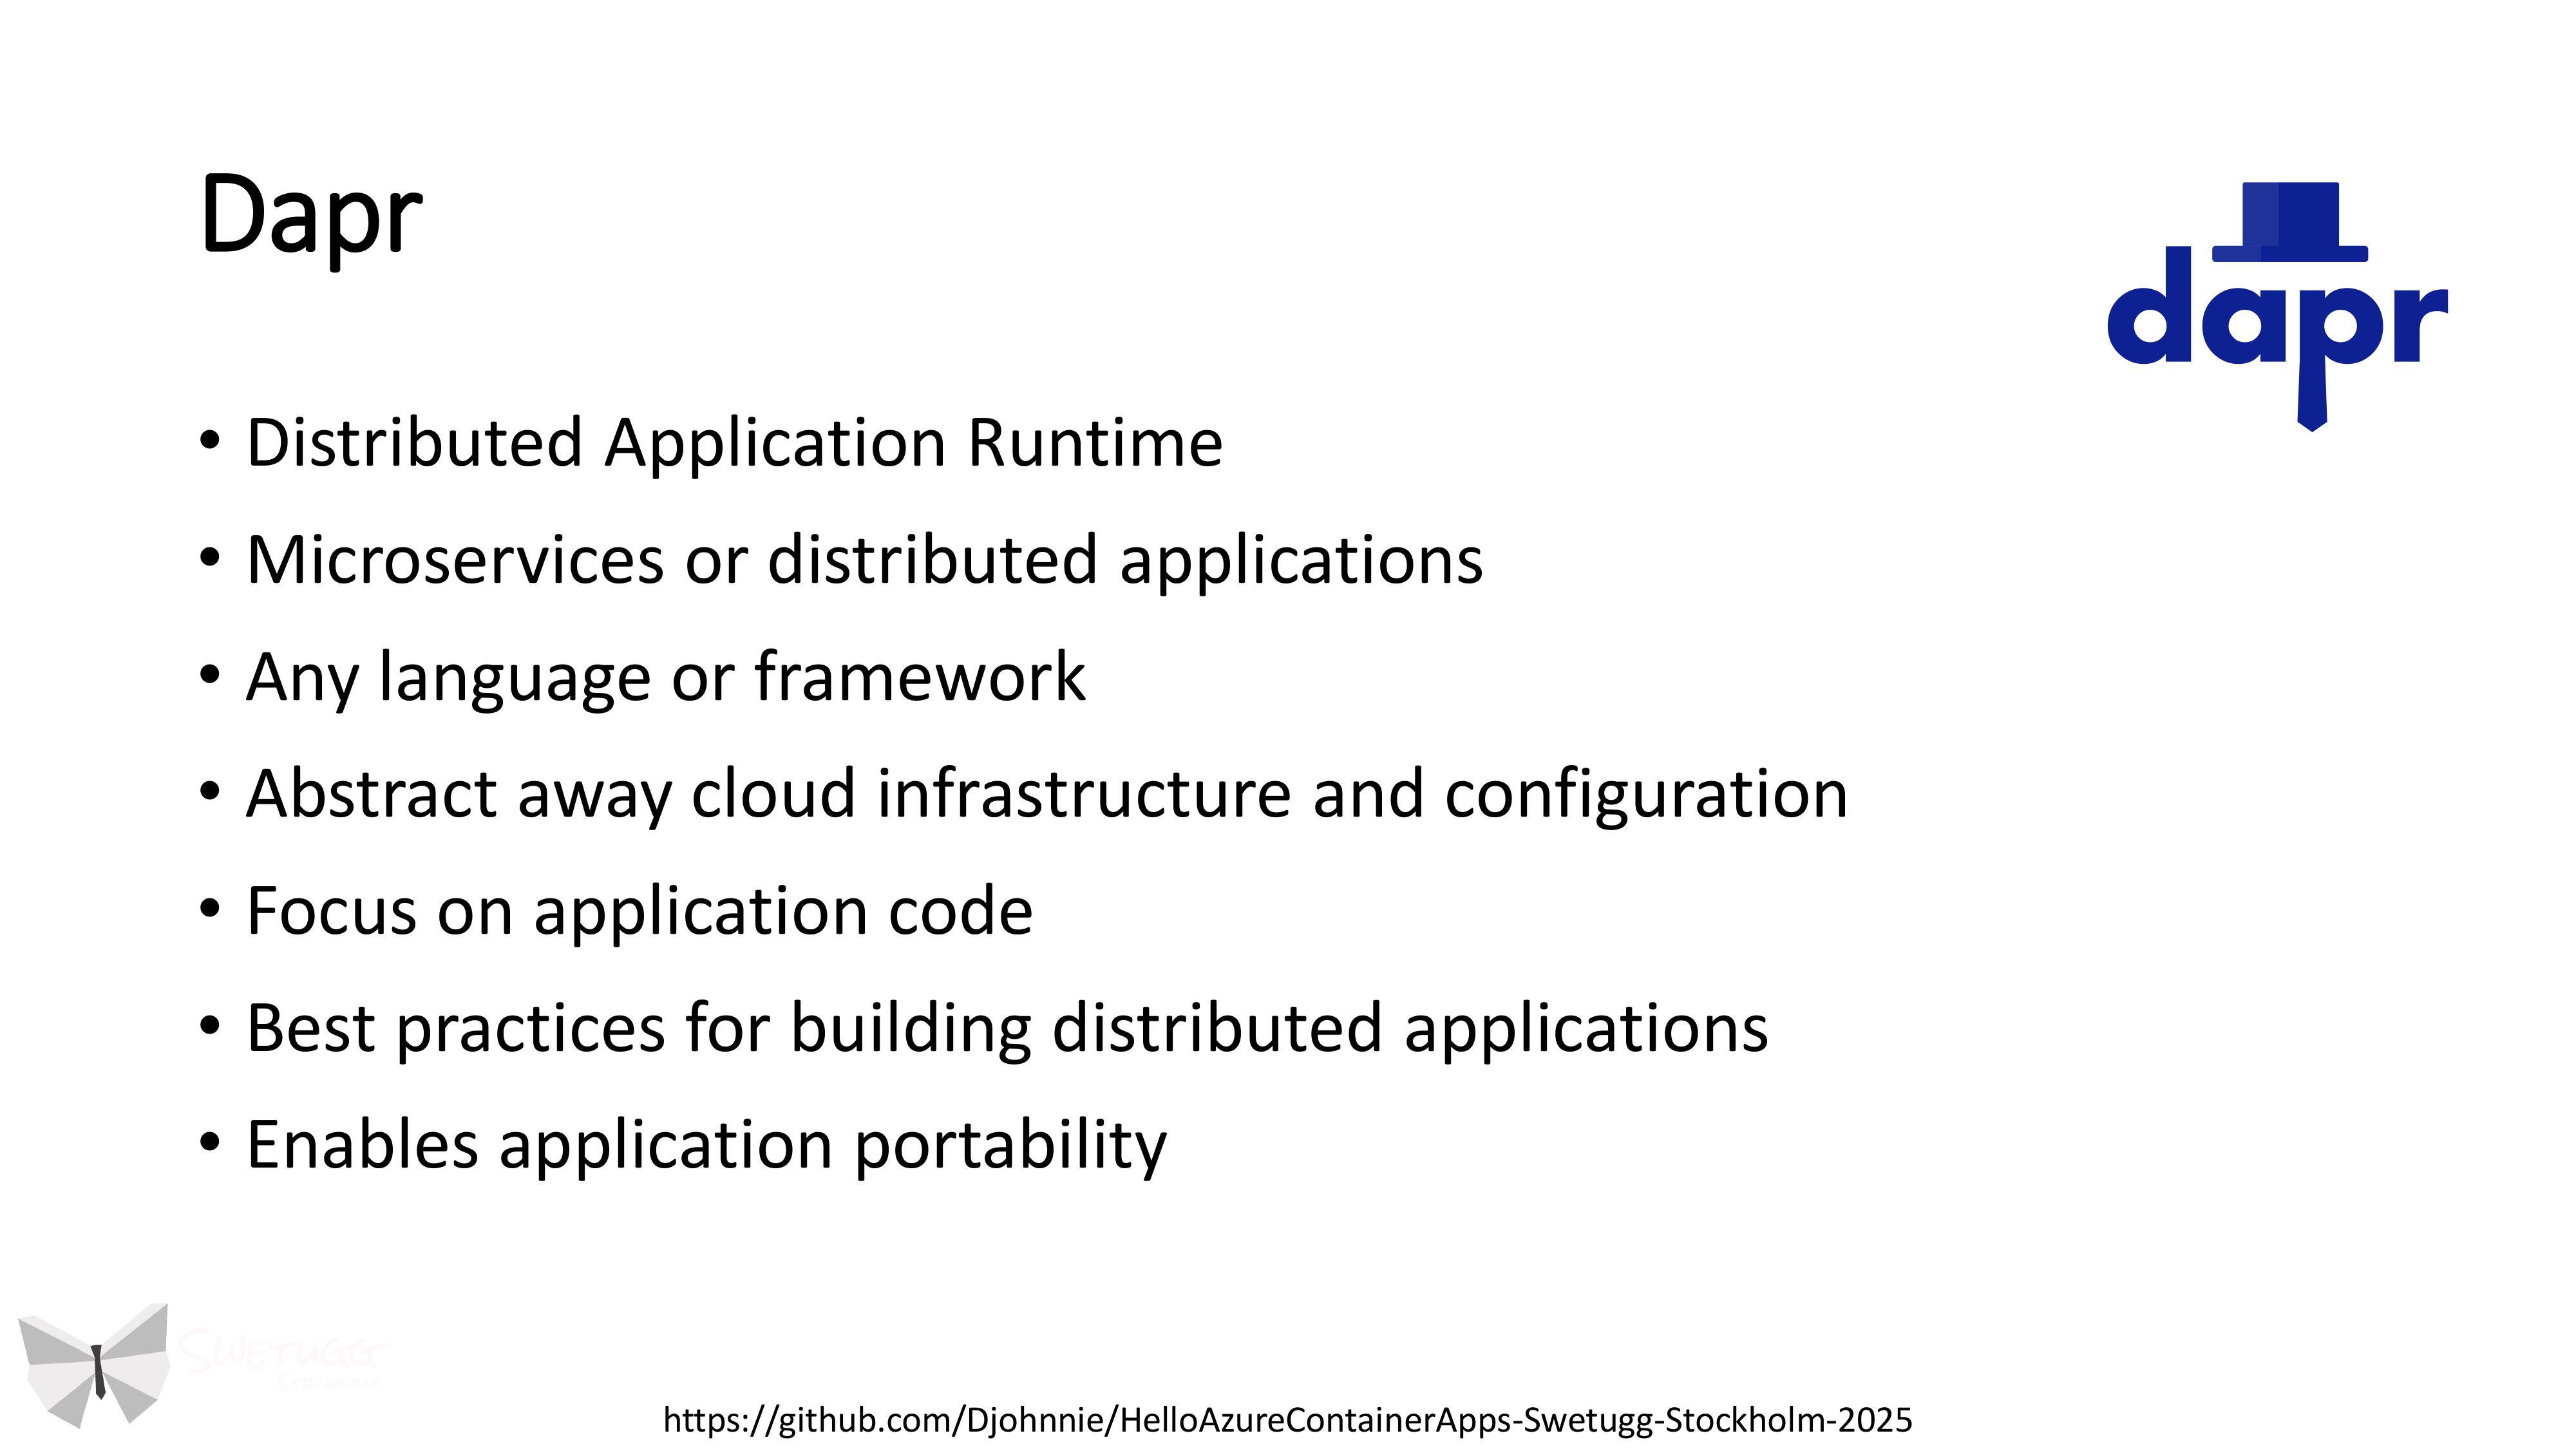 Dapr
dapr
• Distributed Application Runtime
• Microservices or distributed applications
• Any language or framework
• Abstract away cloud infrastructure and configuration
• Focus on application code
• Best practices for building distributed applications
• Enables application portability
Swetugg
Stockholm
https://github.com/Djohnnie/HelloAzureContainerApps-Swetugg-Stockholm-2025